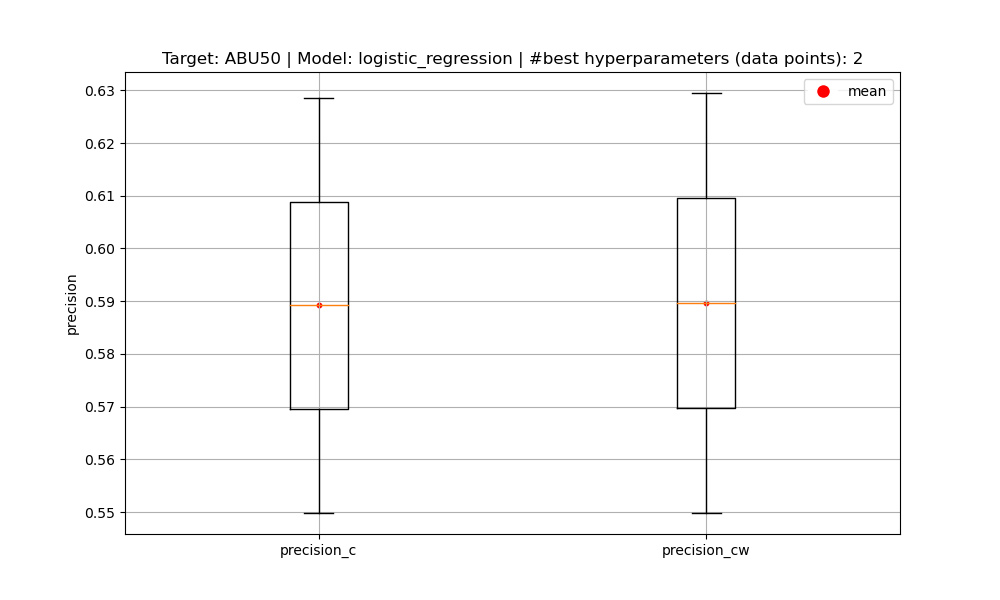 Target: ABU50 | Model: logistic_regression | #best hyperparameters (data points): 2
mean
precision
0.63
0.62
0.61
0.60
0.59
0.58
0.57
0.56
0.55
precision_c
precision_cw